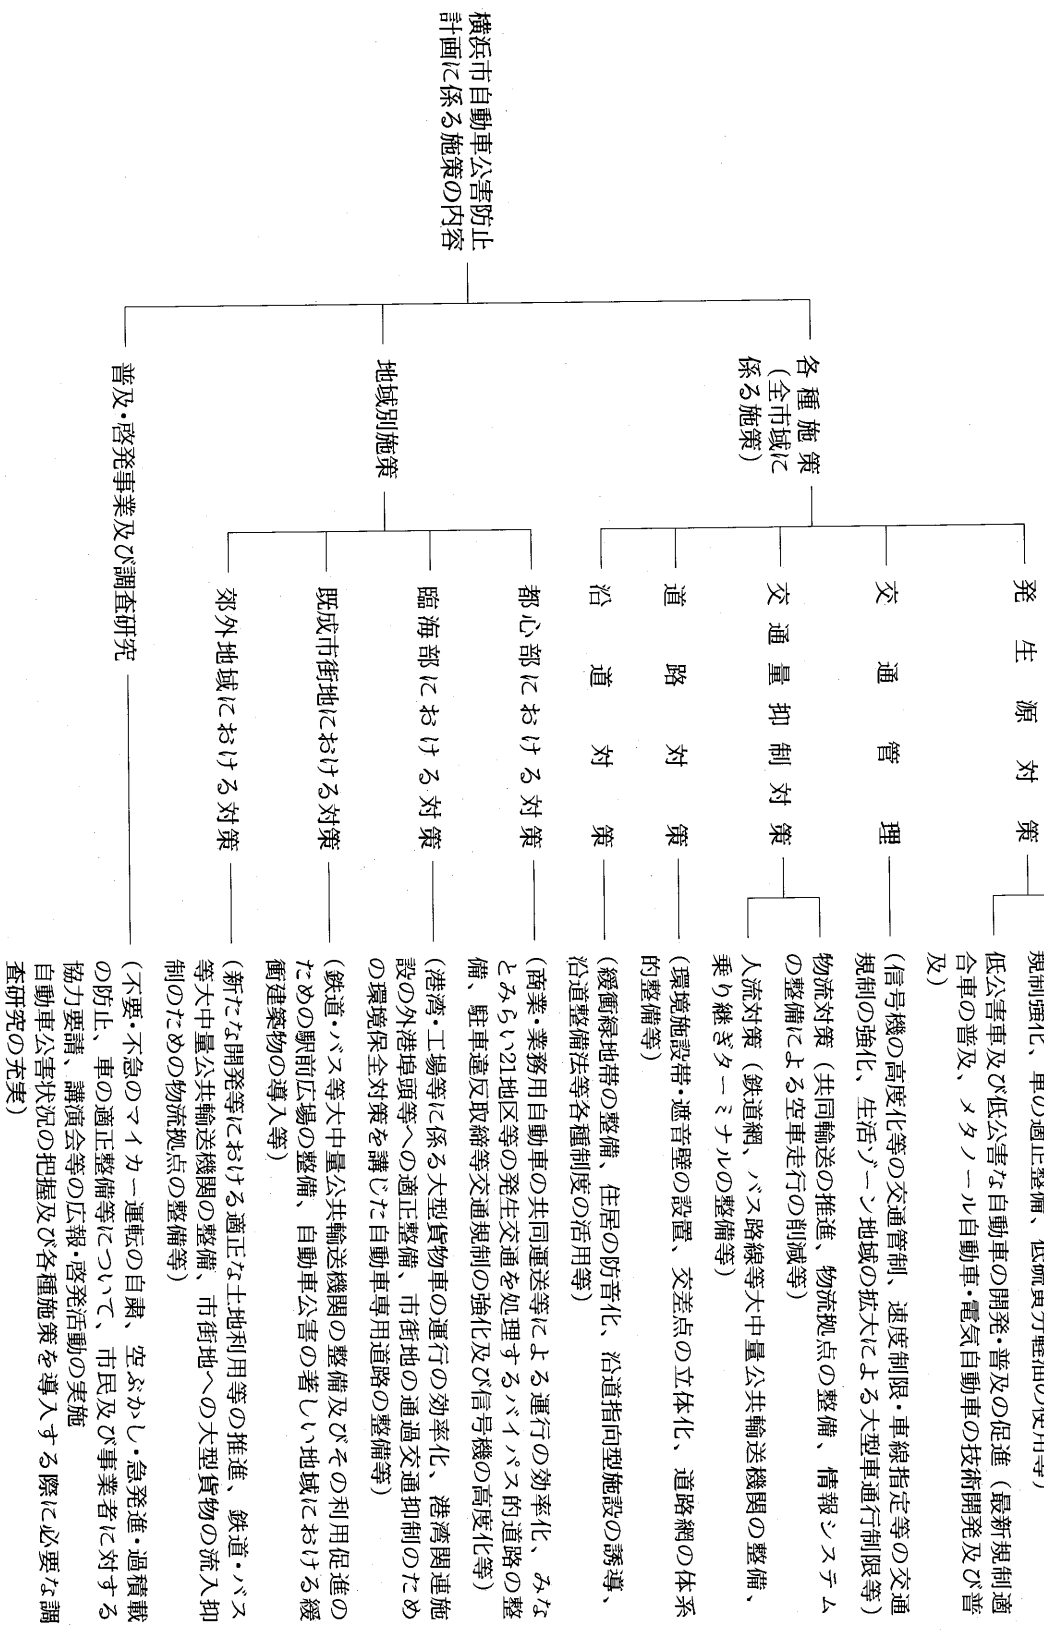 横浜市自動車公害防止
計画に係る施策の内容
各種施策
(全市域に
係る施策)
発生源対策
規制強化、車の適正整備、低硫黄分軽油の使用等)
低公害車及び低公害な自動車の開発・普及の促進(最新規制適
合車の普及、メタノール自動車・電気自動車の技術開発及び普
及)
交通管理
(信号機の高度化等の交通管制、速度制限・車線指定等の交通
規制の強化、生活ゾーン地域の拡大による大型車通行制限等)
交通量抑制対策
物流対策(共同輸送の推進、物流拠点の整備、情報システム
の整備による空車走行の削減等)
人流対策(鉄道網、バス路線等大中量公共輸送機関の整備、
乗り継ぎターミナルの整備等)
道路対策
(環境施設帯・遮音壁の設置、交差点の立体化、道路網の体系
的整備等)
沿道対策
(緩衝緑地帯の整備、住居の防音化、沿道指向型施設の誘導、
沿道整備法等各種制度の活用等)
地域別施策
都心部における対策
(商業・業務用自動車の共同運送等による運行の効率化、みな
とみらい21地区等の発生交通を処理するバイパス的道路の整
備、駐車違反取締等交通規制の強化及び信号機の高度化等)
臨海部における対策
(港湾・工場等に係る大型貨物車の運行の効率化、港湾関連施
設の外港埠頭等への適正整備、市街地の通過交通抑制のため
の環境保全対策を講じた自動車専用道路の整備等)
既成市街地における対策
(鉄道・バス等大中量公共輸送機関の整備及びその利用促進の
ための駅前広場の整備、自動車公害の著しい地域における緩
衝建築物の導入等)
郊外地域における対策
(新たな開発等における適正な土地利用等の推進、鉄道・バス
等大中量公共輸送機関の整備、市街地への大型貨物の流入抑
制のための物流拠点の整備等)
普及・啓発事業及び調査研究
(不要・不急のマイカー運転の自粛、空ぶかし・急発進・過積載
の防止、車の適正整備等について、市民及び事業者に対する
協力要請、講演会等の広報・啓発活動の実施
自動車公害状況の把握及び各種施策を導入する際に必要な調
査研究の充実)